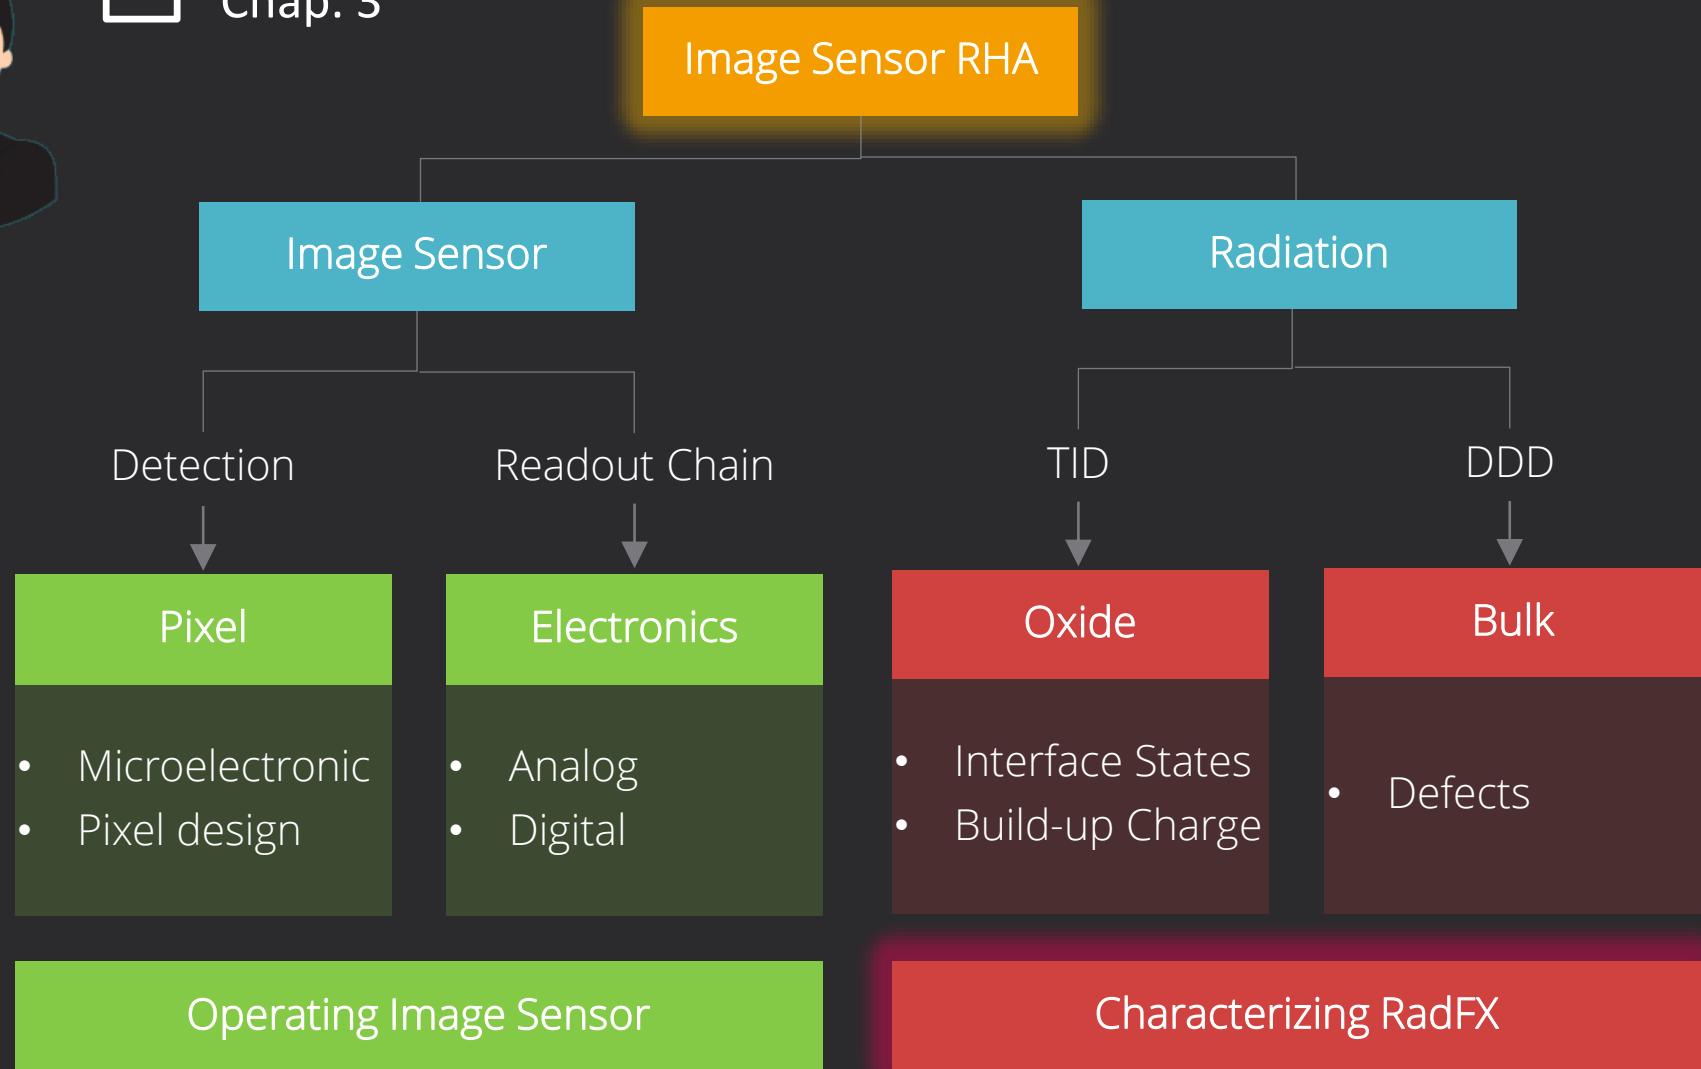 Chap. 3
Image Sensor RHA
Image Sensor
Radiation
Detection
Readout Chain
TID
DDD
Pixel
Electronics
Oxide
Bulk
• Microelectronic
• Pixel design
• Analog
• Digital
• Interface States
• Build-up Charge
• Defects
Operating Image Sensor
Characterizing RadFX